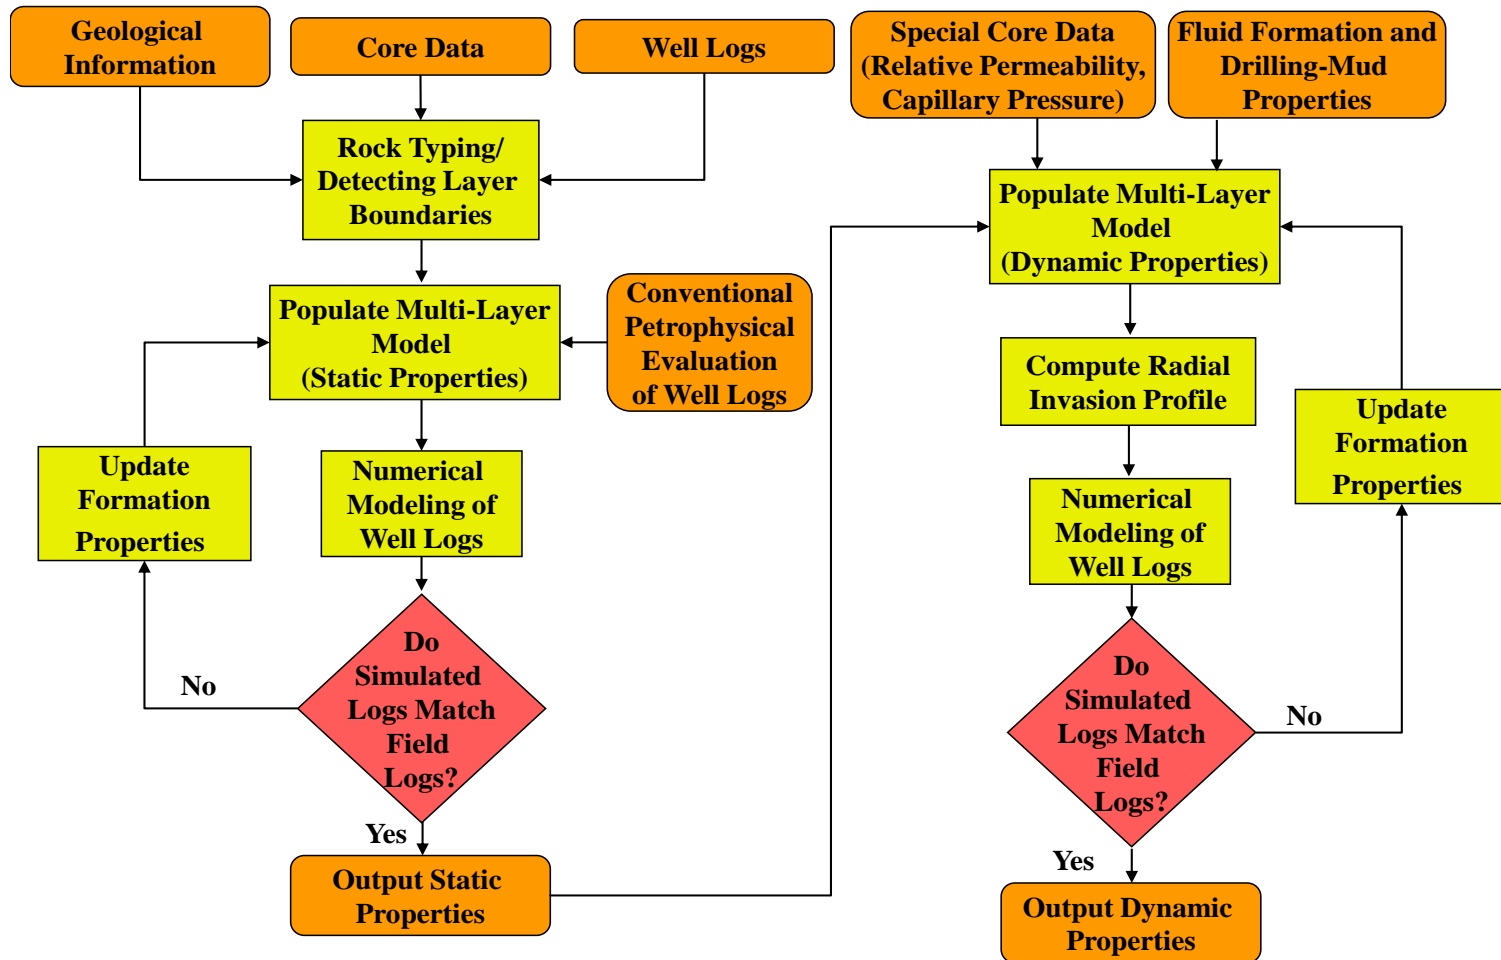 Geological
Information
Core Data
Well Logs
Rock Typing/
Detecting Layer
Boundaries
Populate Multi-Layer
Model
(Static Properties)
Conventional
Petrophysical
Evaluation
of Well Logs
Update
Formation
Properties
Numerical
Modeling of
Well Logs
Do
Simulated
Logs Match
Field
Logs?
No
Yes
Output Static
Properties
Special Core Data
(Relative Permeability,
Capillary Pressure)
Fluid Formation and
Drilling-Mud
Properties
Populate Multi-Layer
Model
(Dynamic Properties)
Compute Radial
Invasion Profile
Update
Formation
Properties
Numerical
Modeling of
Well Logs
Do
Simulated
Logs Match
Field
Logs?
No
Yes
Output Dynamic
Properties